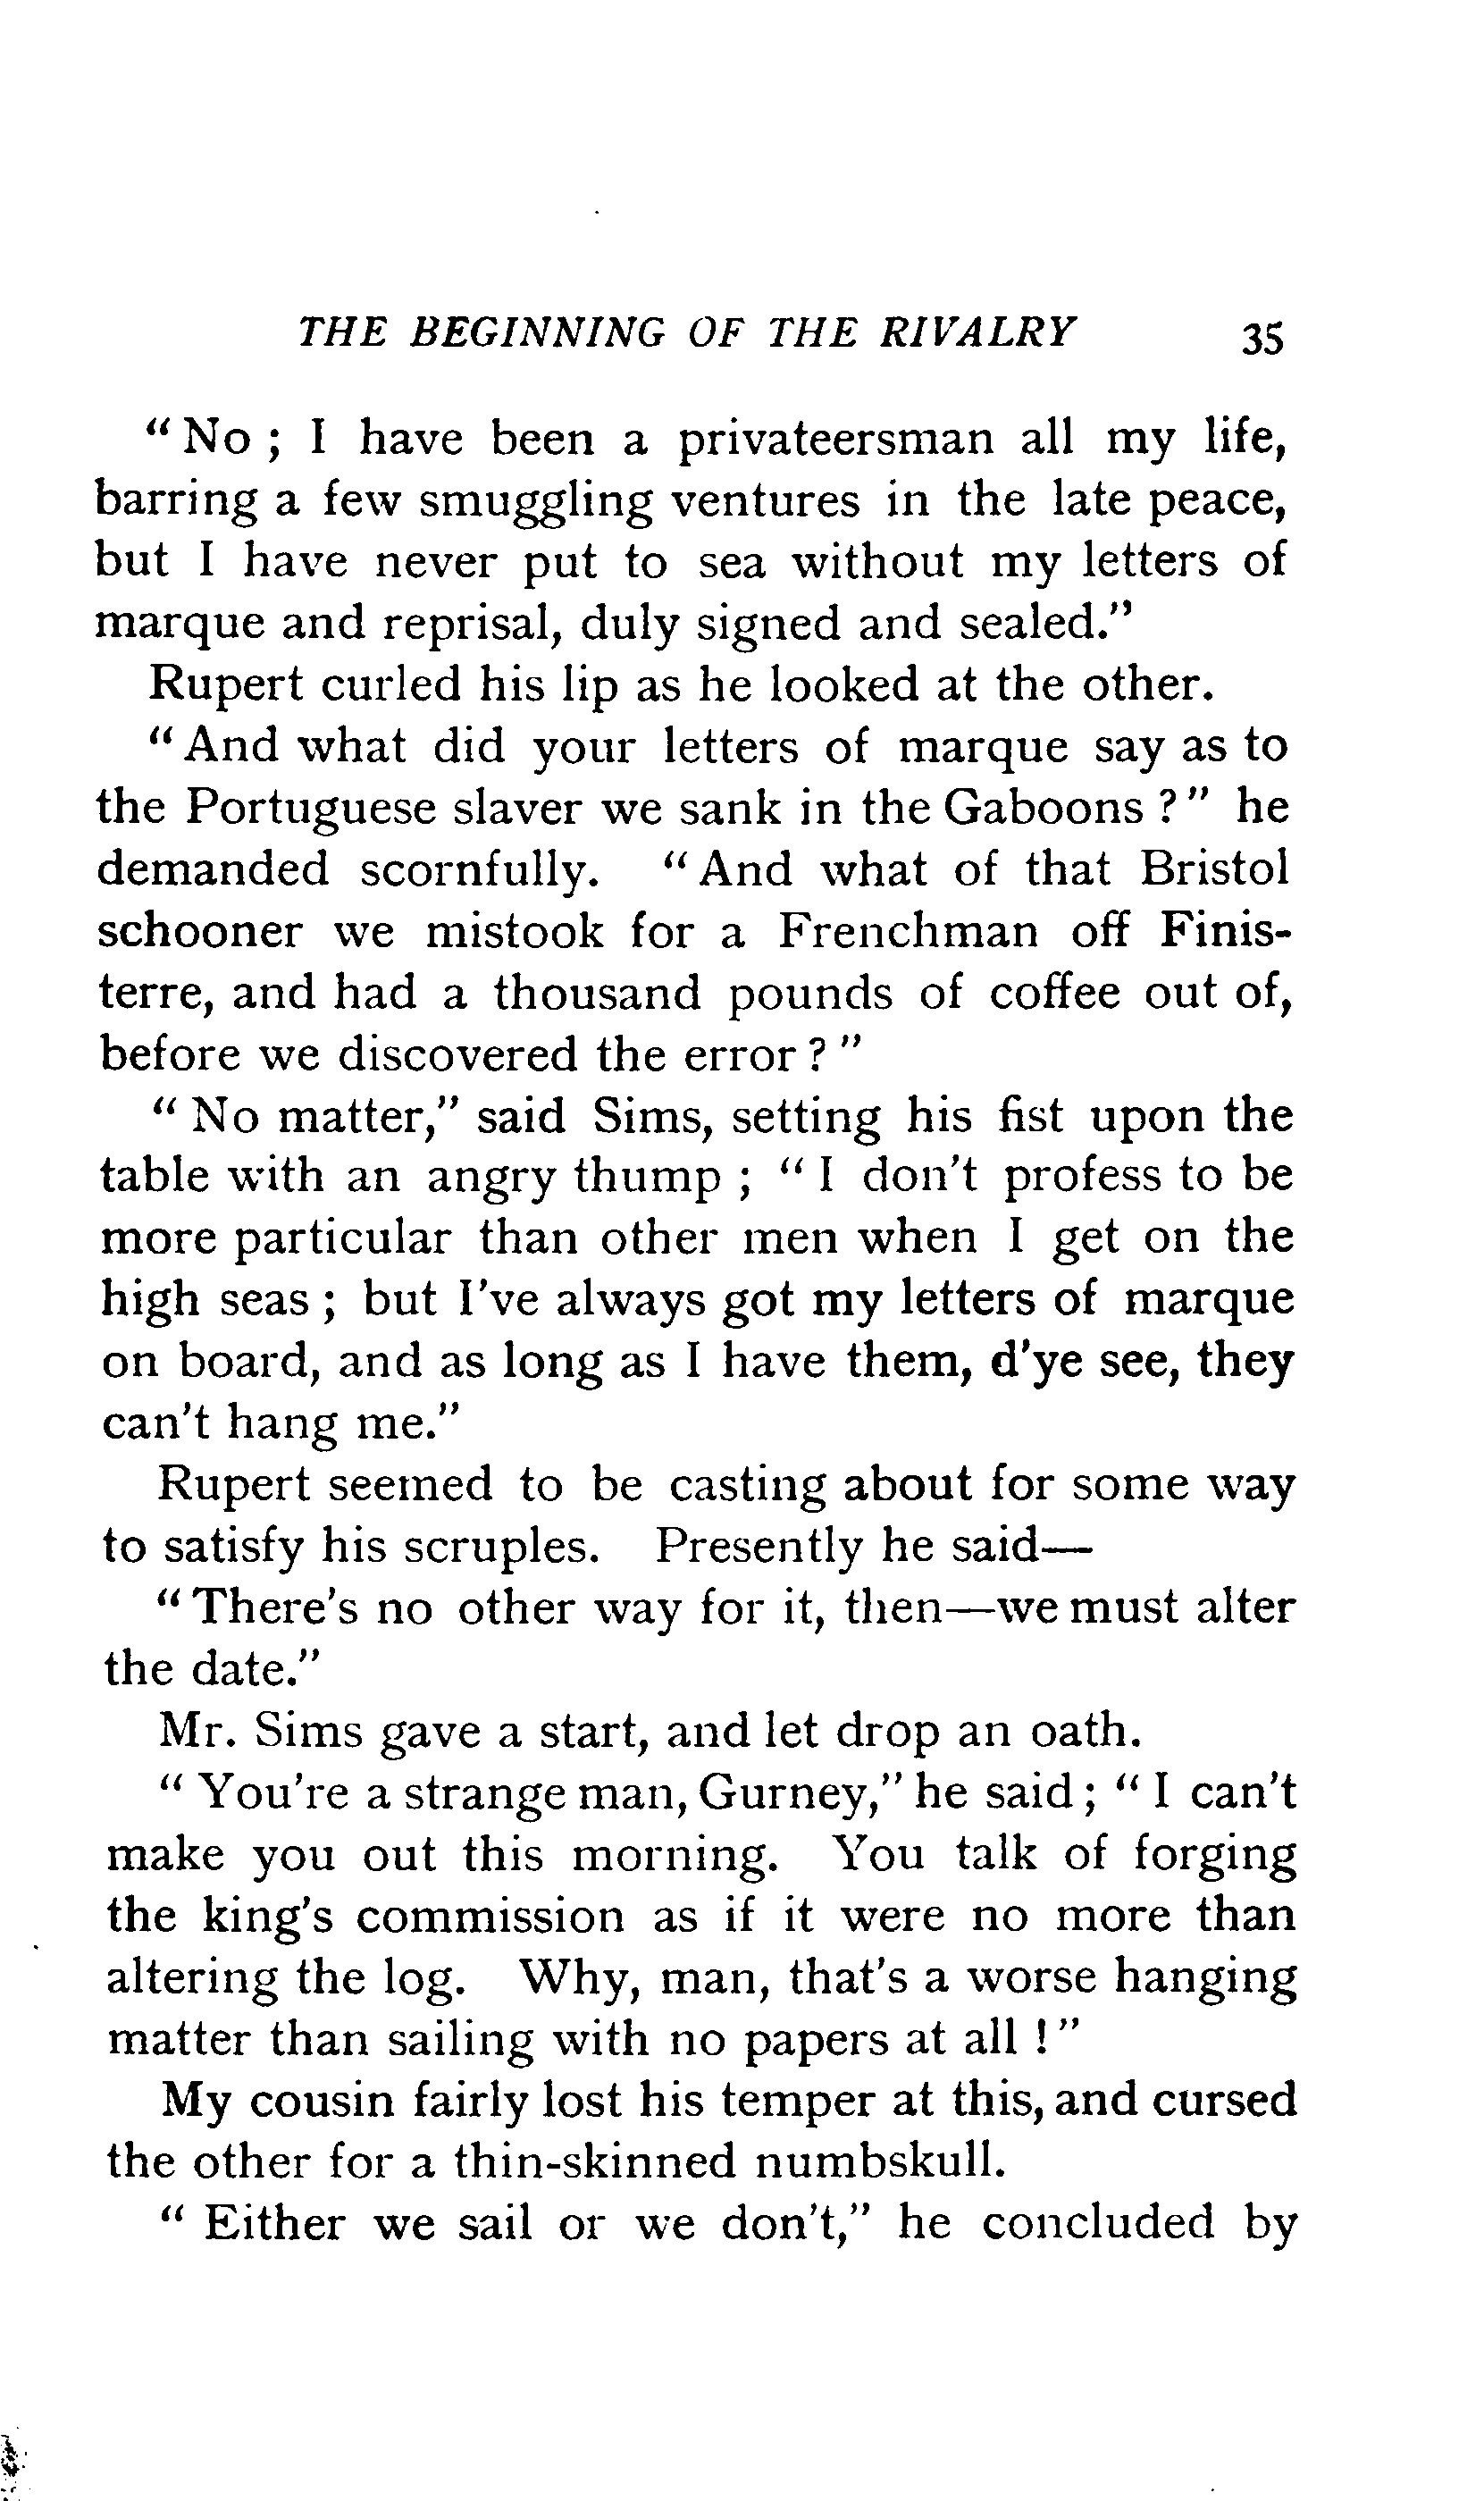 THE BEGINNING OF THE RIVALRY 35
" No ; I have been a privateersman all my life,
barring a few smuggling ventures in the late peace,
but I have never put to sea without my letters of
marque and reprisal, duly signed and sealed."
Rupert curled his lip as he looked at the other.
" And what did your letters of marque say as to
the Portuguese slaver we sank in the Gaboons ? " he
demanded scornfully. " And what of that Bristol
schooner we mistook for a Frenchman off Finis-
terre, and had a thousand pounds of coffee out of,
before we discovered the error ? "
" No matter," said Sims, setting his fist upon the
table with an angry thump ; " I don't profess to be
more particular than other men when I get on the
high seas ; but I've always got my letters of marque
on board, and as long as I have them, d'ye see, they
can't hang me."
Rupert seemed to be casting about for some way
to satisfy his scruples. Presently he said—
" There's no other way for it, then—we must alter
the date."
Mr. Sims gave a start, and let drop an oath.
" You're a strange man, Gurney," he said ; " I can't
make you out this morning. You talk of forging
the king's commission as if it were no more than
altering the log. Why, man, that's a worse hanging
matter than sailing with no papers at all ! "
My cousin fairly lost his temper at this, and cursed
the other for a thin-skinned numbskull.
" Either we sail or we don't," he concluded by